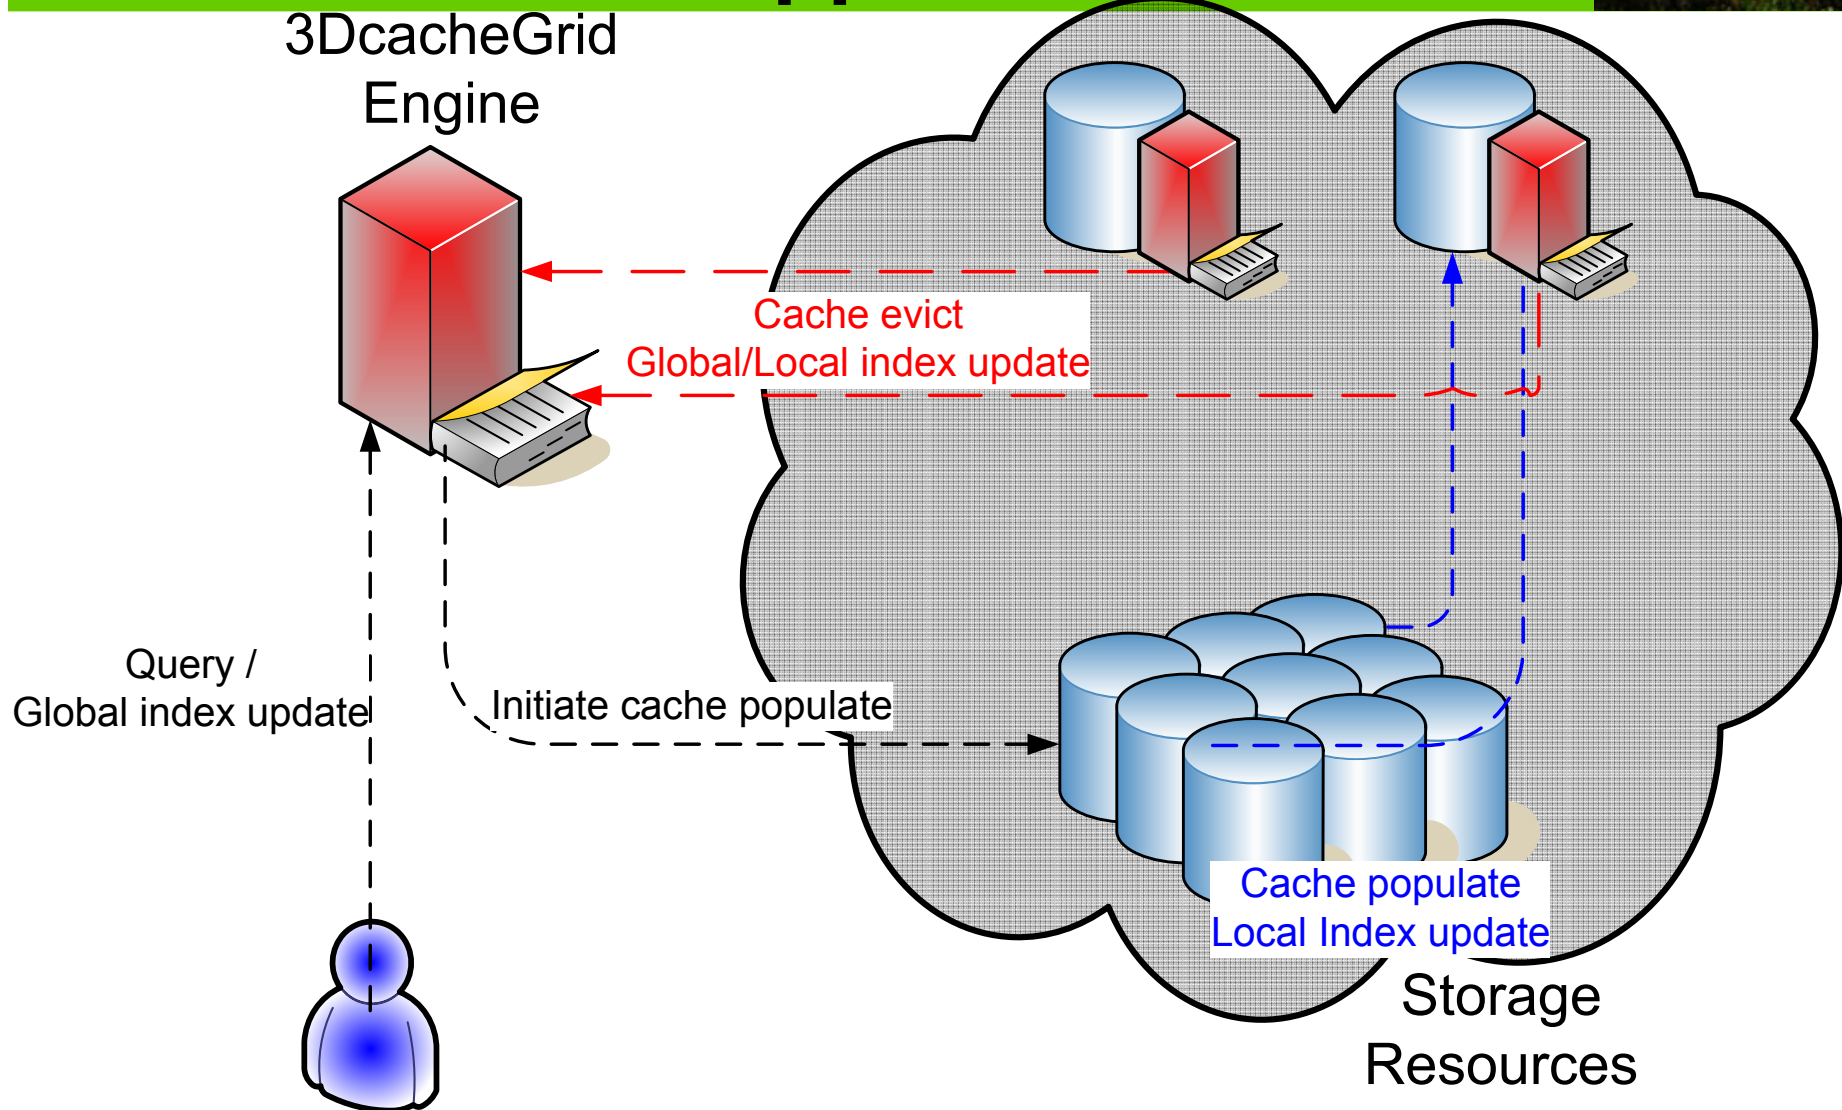 3DcacheGrid
Engine
Cache evict
Global/Local index update
Query /
Global index update
Initiate cache populate
Cache populate
Local Index update
Storage
Resources